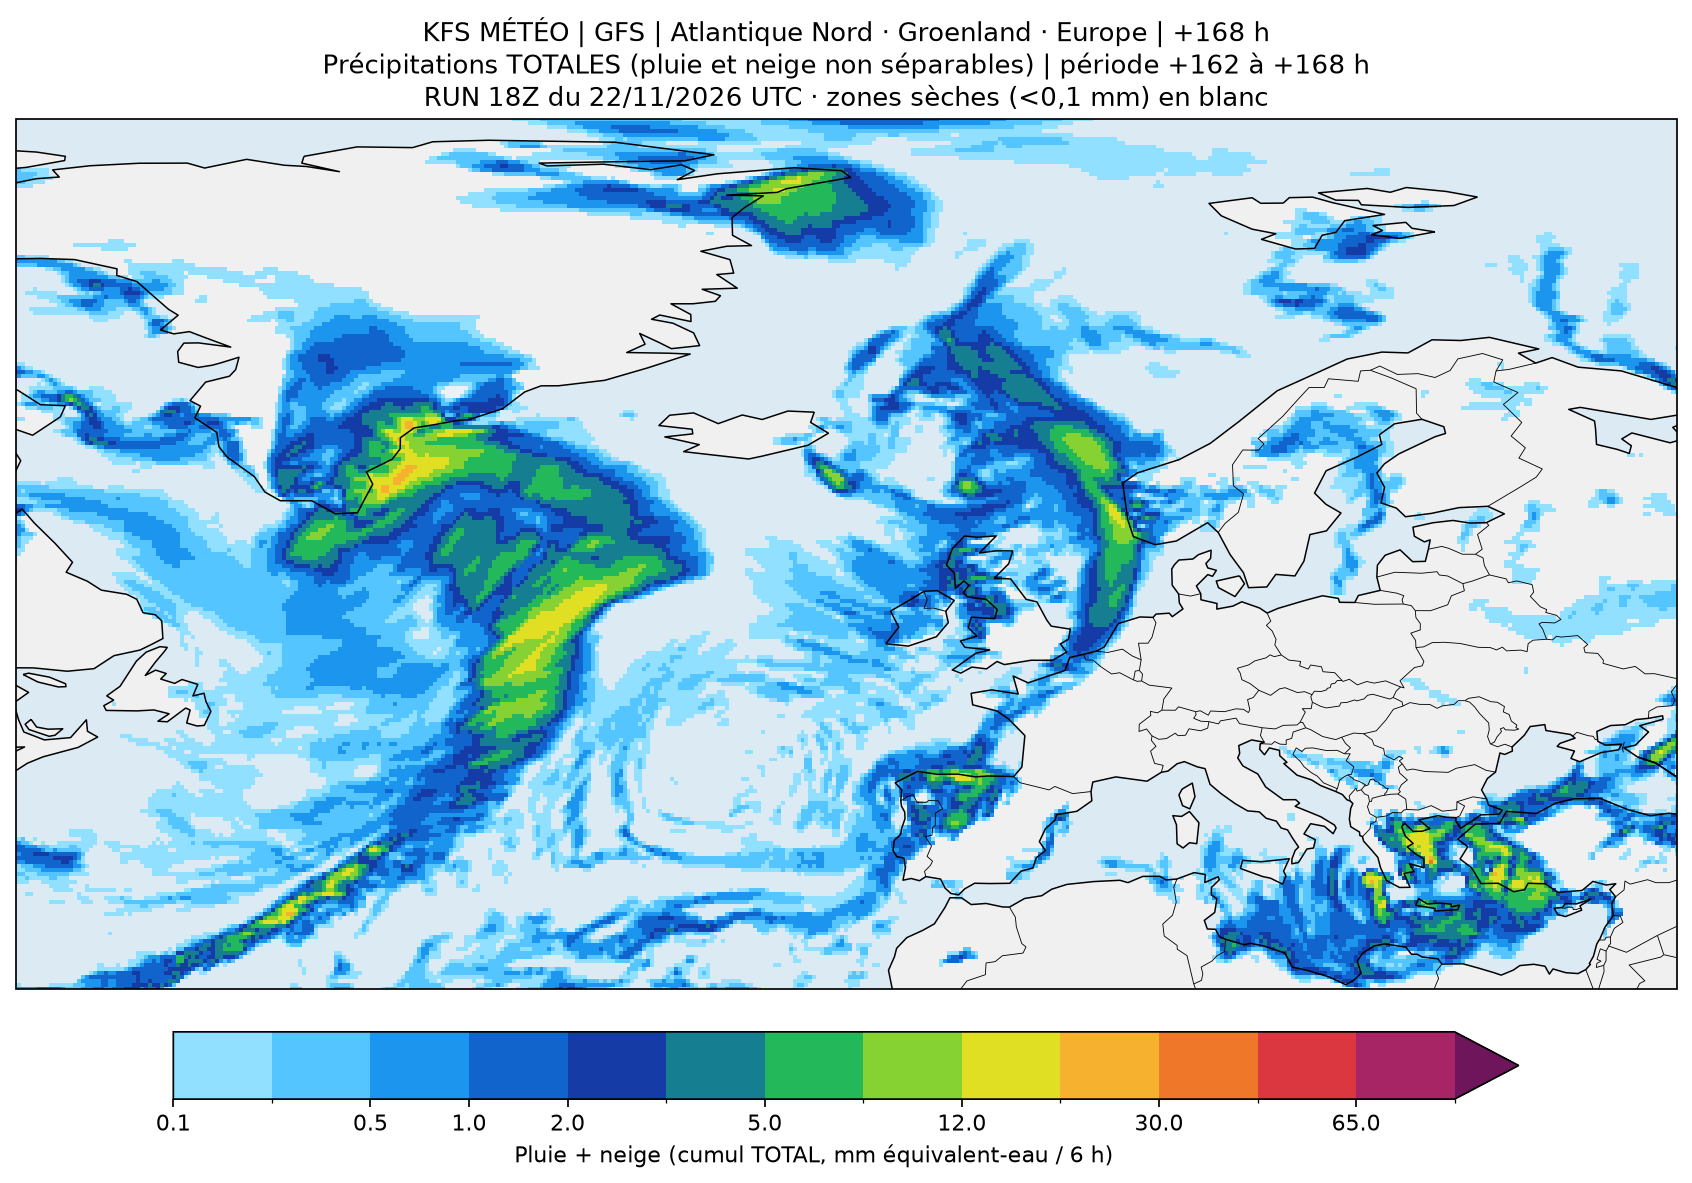 KFS MÉTÉO | GFS | Atlantique Nord · Groenland · Europe | +168 h
Précipitations TOTALES (pluie et neige non séparables) | période +162 à +168 h
RUN 18Z du 22/11/2026 UTC · zones sèches (<0,1 mm) en blanc
0.1 0.5 1.0 2.0 5.0 12.0 30.0 65.0
Pluie + neige (cumul TOTAL, mm équivalent-eau / 6 h)